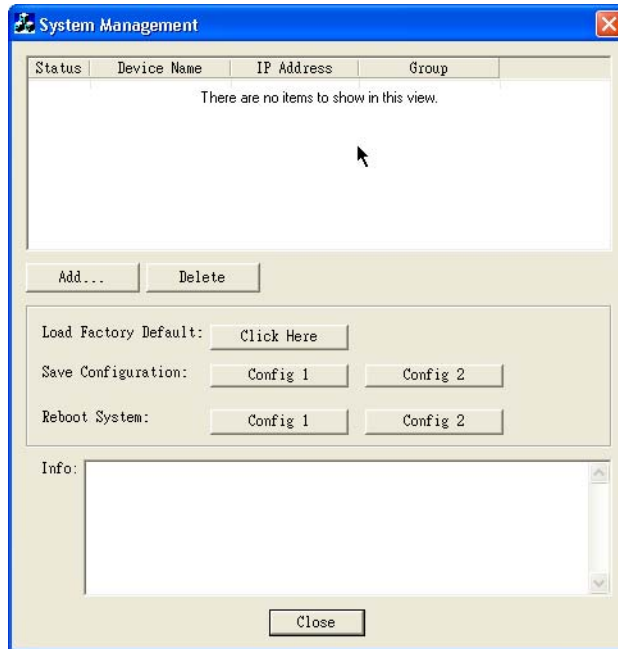 System Management
Status Device Name IP Address Group
There are no items to show in this view.
Add... Delete
Load Factory Default: Click Here
Save Configuration: Config 1 Config 2
Reboot System: Config 1 Config 2
Info:
Close